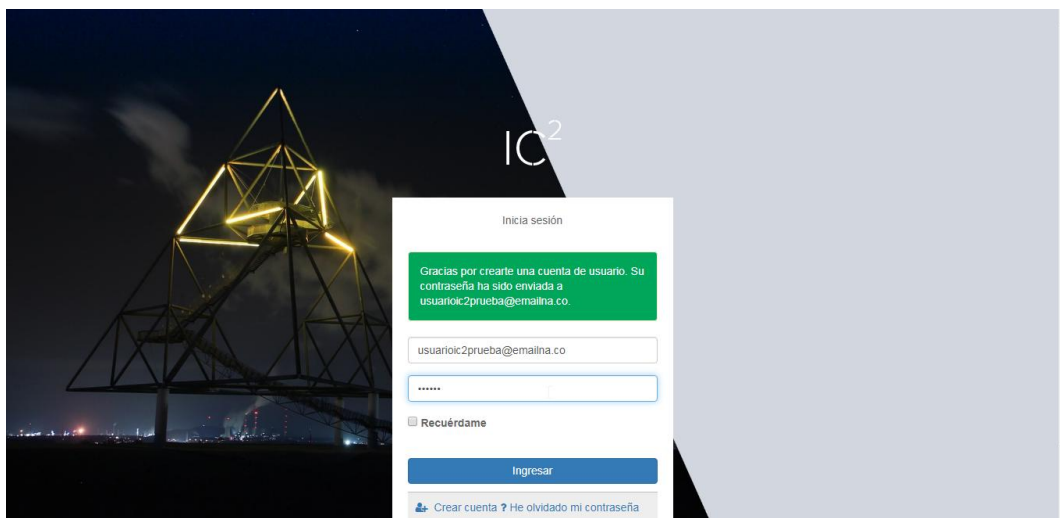 IC²
Inicia sesión
Gracias por crearte una cuenta de usuario. Su
contraseña ha sido enviada a
usuarioic2prueba@emailna.co.
usuarioic2prueba@emailna.co
••••••
Recuérdame
Ingresar
Crear cuenta ? He olvidado mi contraseña